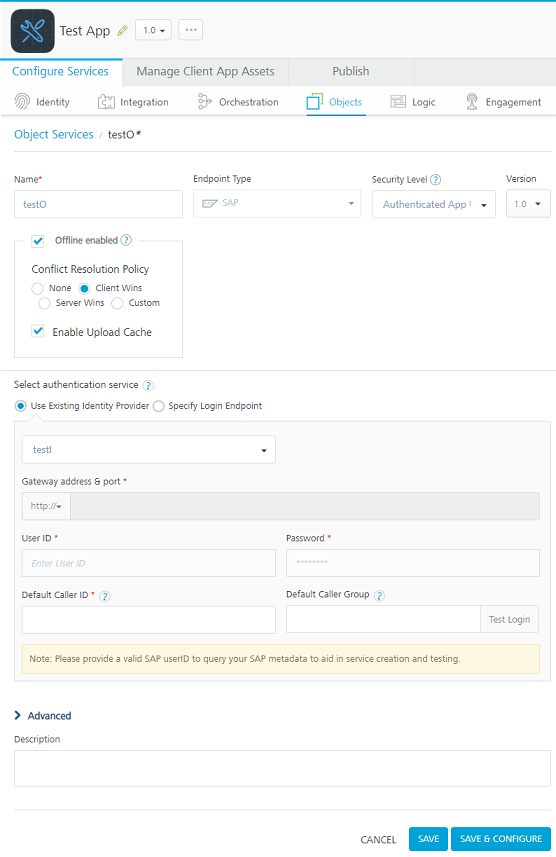 Test App 1.0
Configure Services Manage Client App Assets Publish
Identity Integration Orchestration Objects Logic Engagement
Object Services / testO*
Name* Endpoint Type Security Level ? Version
testO SAP Authenticated App 1.0
Offline enabled ?
Conflict Resolution Policy
None Client Wins
Server Wins Custom
Enable Upload Cache
Select authentication service ?
Use Existing Identity Provider Specify Login Endpoint
testI
Gateway address & port *
http://
User ID * Password *
Enter User ID ********
Default Caller ID * ? Default Caller Group ?
Test Login
Note: Please provide a valid SAP userID to query your SAP metadata to aid in service creation and testing.
Advanced
Description
CANCEL SAVE SAVE & CONFIGURE